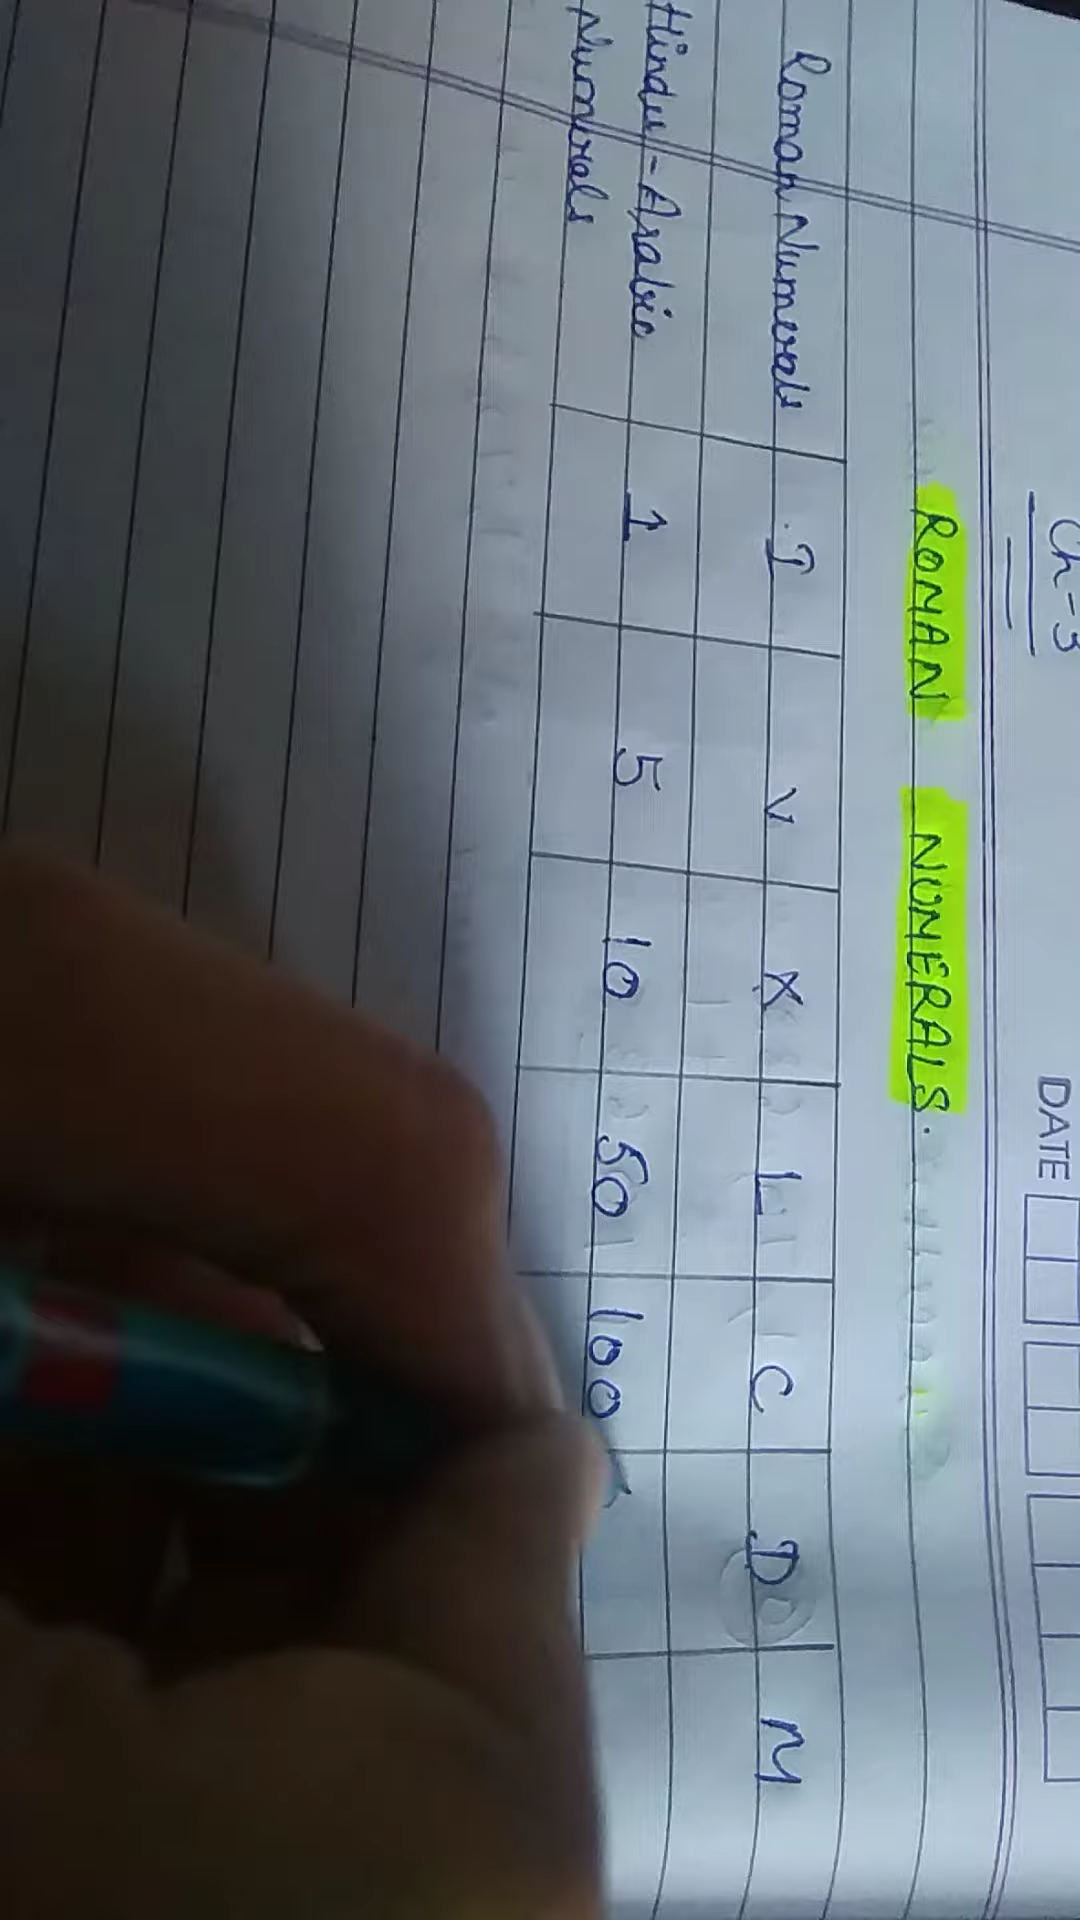 Ch-3
DATE
ROMAN NUMERALS.
Roman Numerals I V X L C D M
Hindu-Arabic 1 5 10 50 100
Numerals